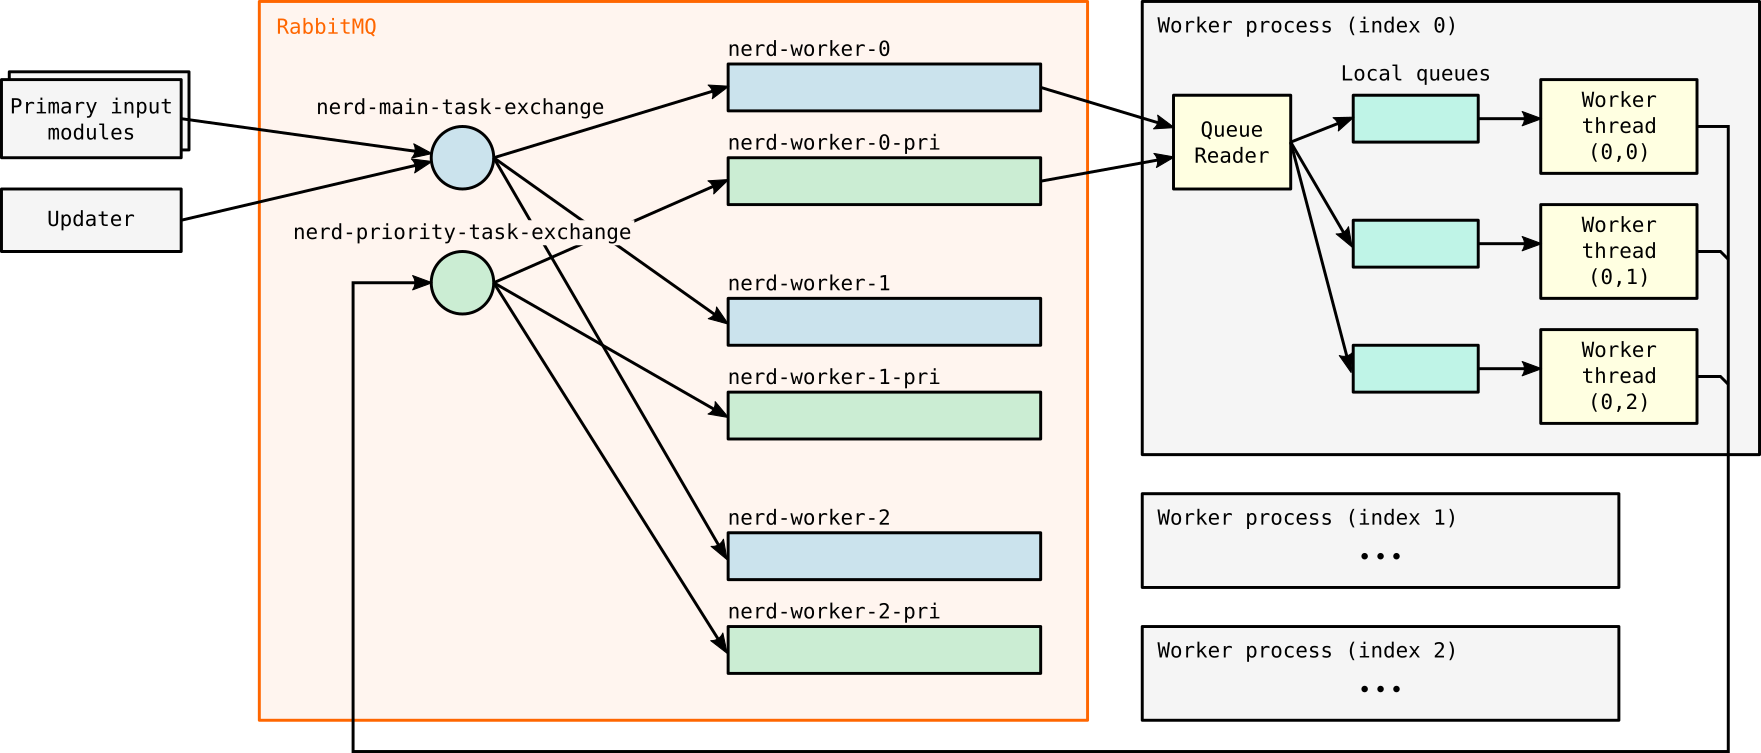 RabbitMQ
Primary input
modules
Updater
nerd-main-task-exchange
nerd-priority-task-exchange
nerd-worker-0
nerd-worker-0-pri
nerd-worker-1
nerd-worker-1-pri
nerd-worker-2
nerd-worker-2-pri
Worker process (index 0)
Queue
Reader
Local queues
Worker
thread
(0,0)
Worker
thread
(0,1)
Worker
thread
(0,2)
Worker process (index 1)
•••
Worker process (index 2)
•••